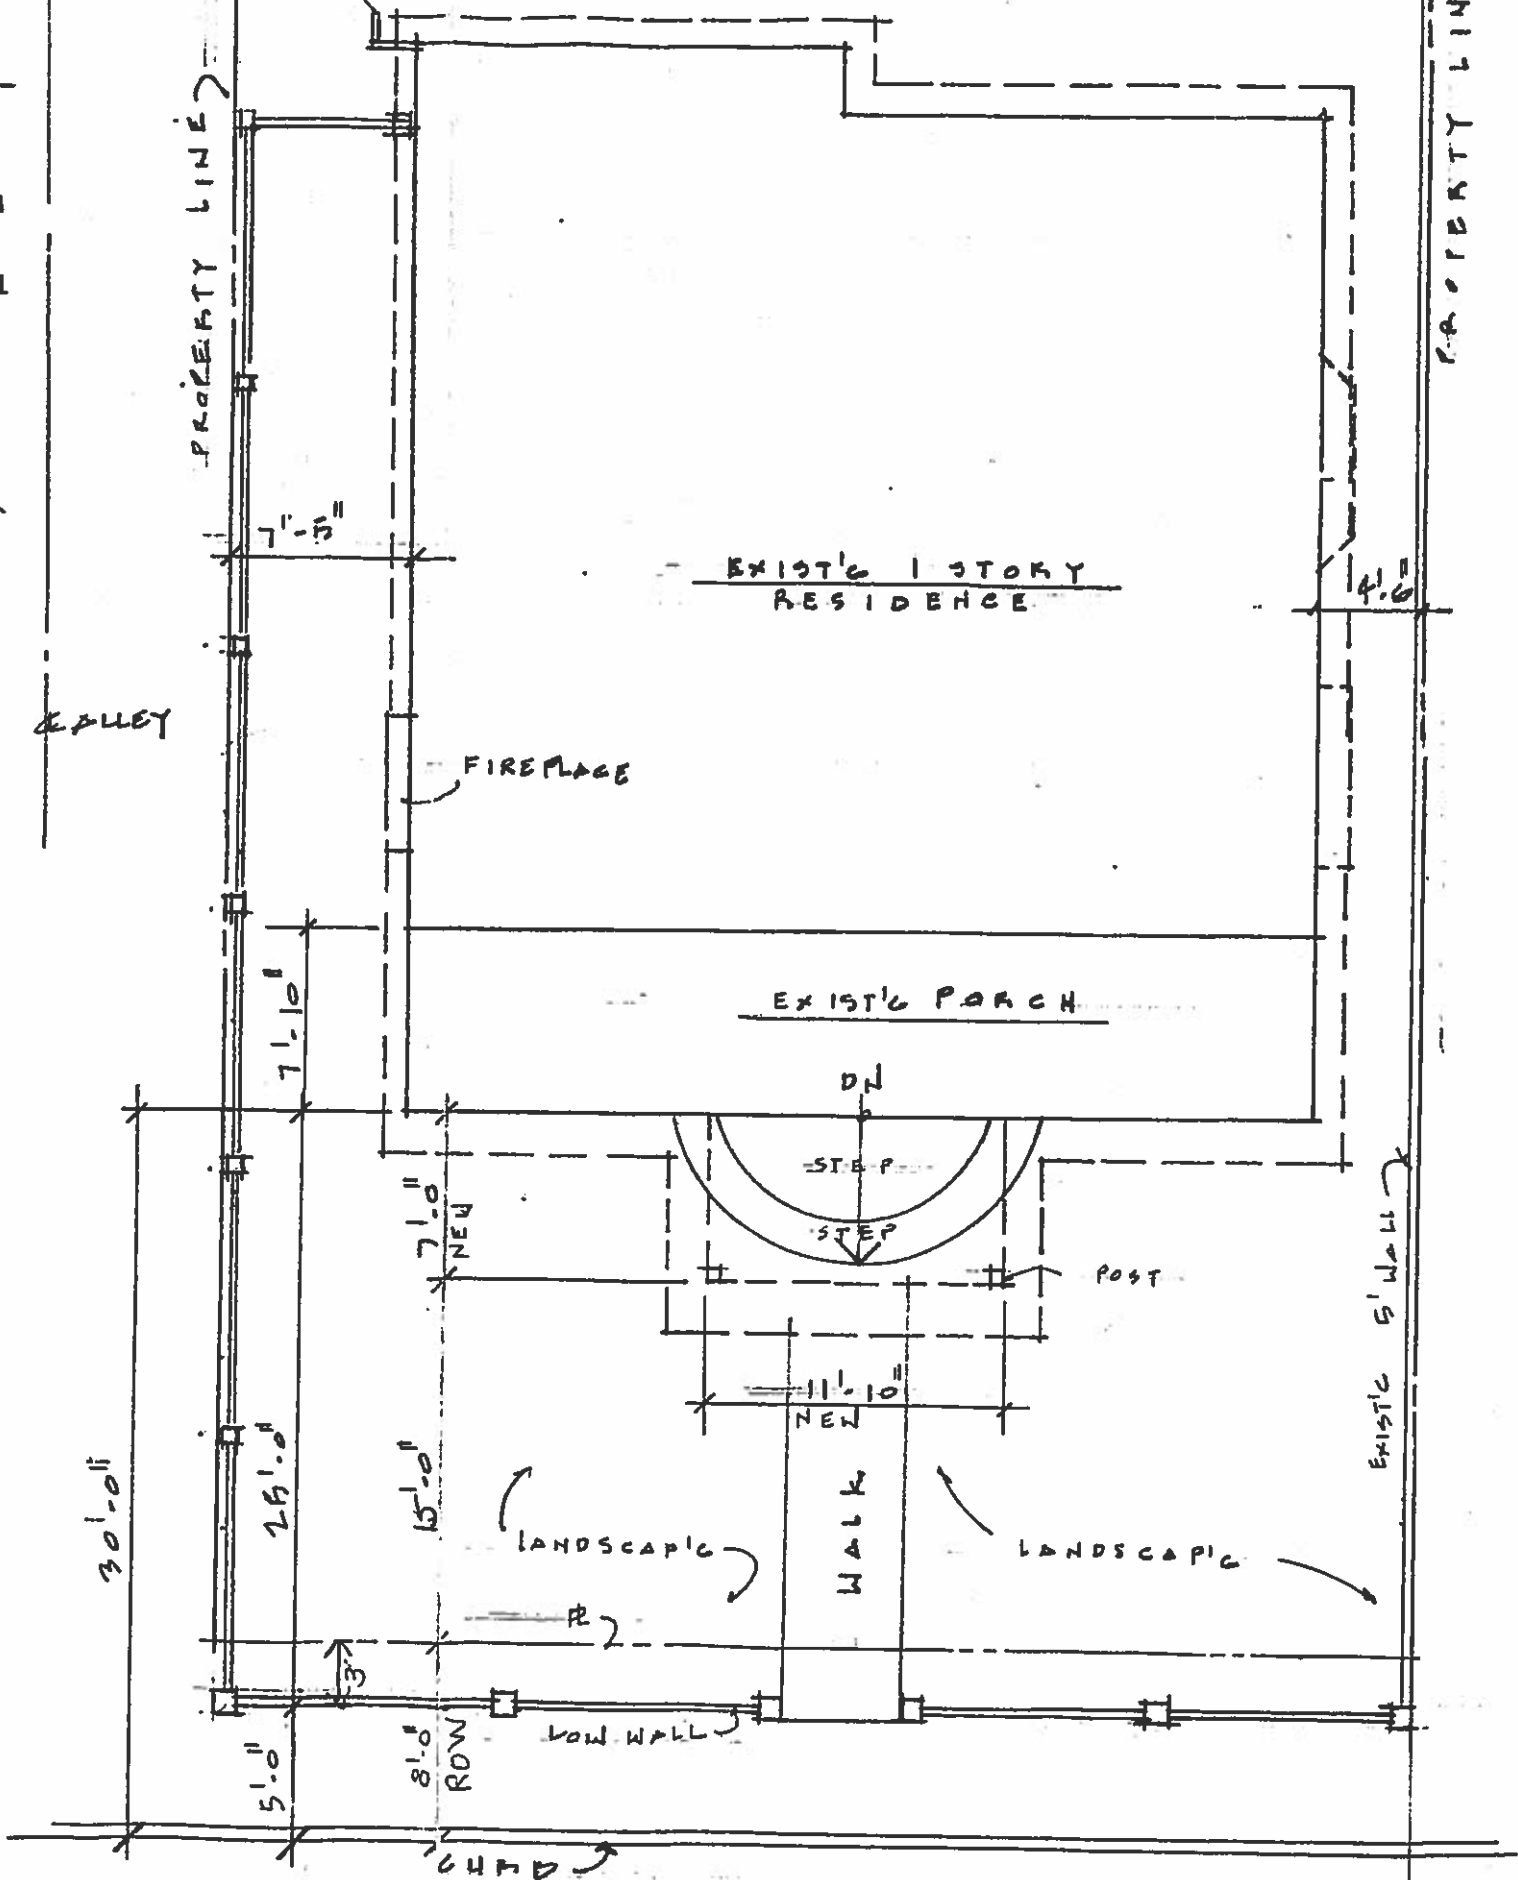 PROPERTY LINE
PROPERTY LINE
7'-5"
EXIST'G 1 STORY
RESIDENCE
4'-6"
℄ ALLEY
FIREPLACE
7'-10"
EXIST'G PORCH
DN
STEP
STEP
7'-0"
NEW
POST
EXIST'G 5' WALL
11'-10"
NEW
30'-0"
25'-0"
15'-0"
WALK
LANDSCAP'G
LANDSCAP'G
PL
3'
LOW WALL
5'-0"
8'-0"
ROW
CURB